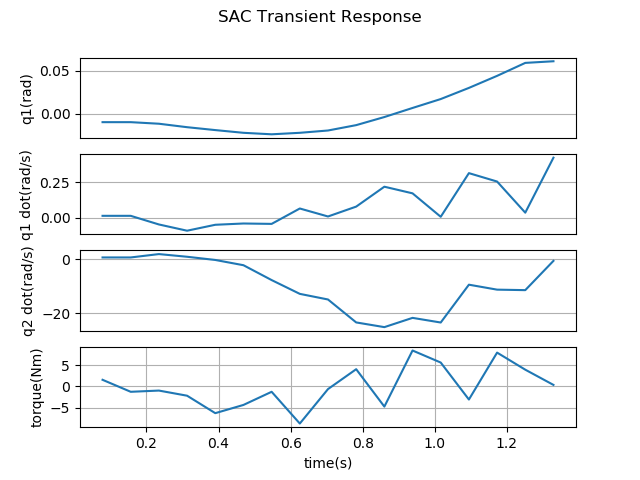 SAC Transient Response
q1(rad)
0.05
0.00
q1 dot(rad/s)
0.25
0.00
q2 dot(rad/s)
0
−20
torque(Nm)
5
0
−5
0.2 0.4 0.6 0.8 1.0 1.2
time(s)